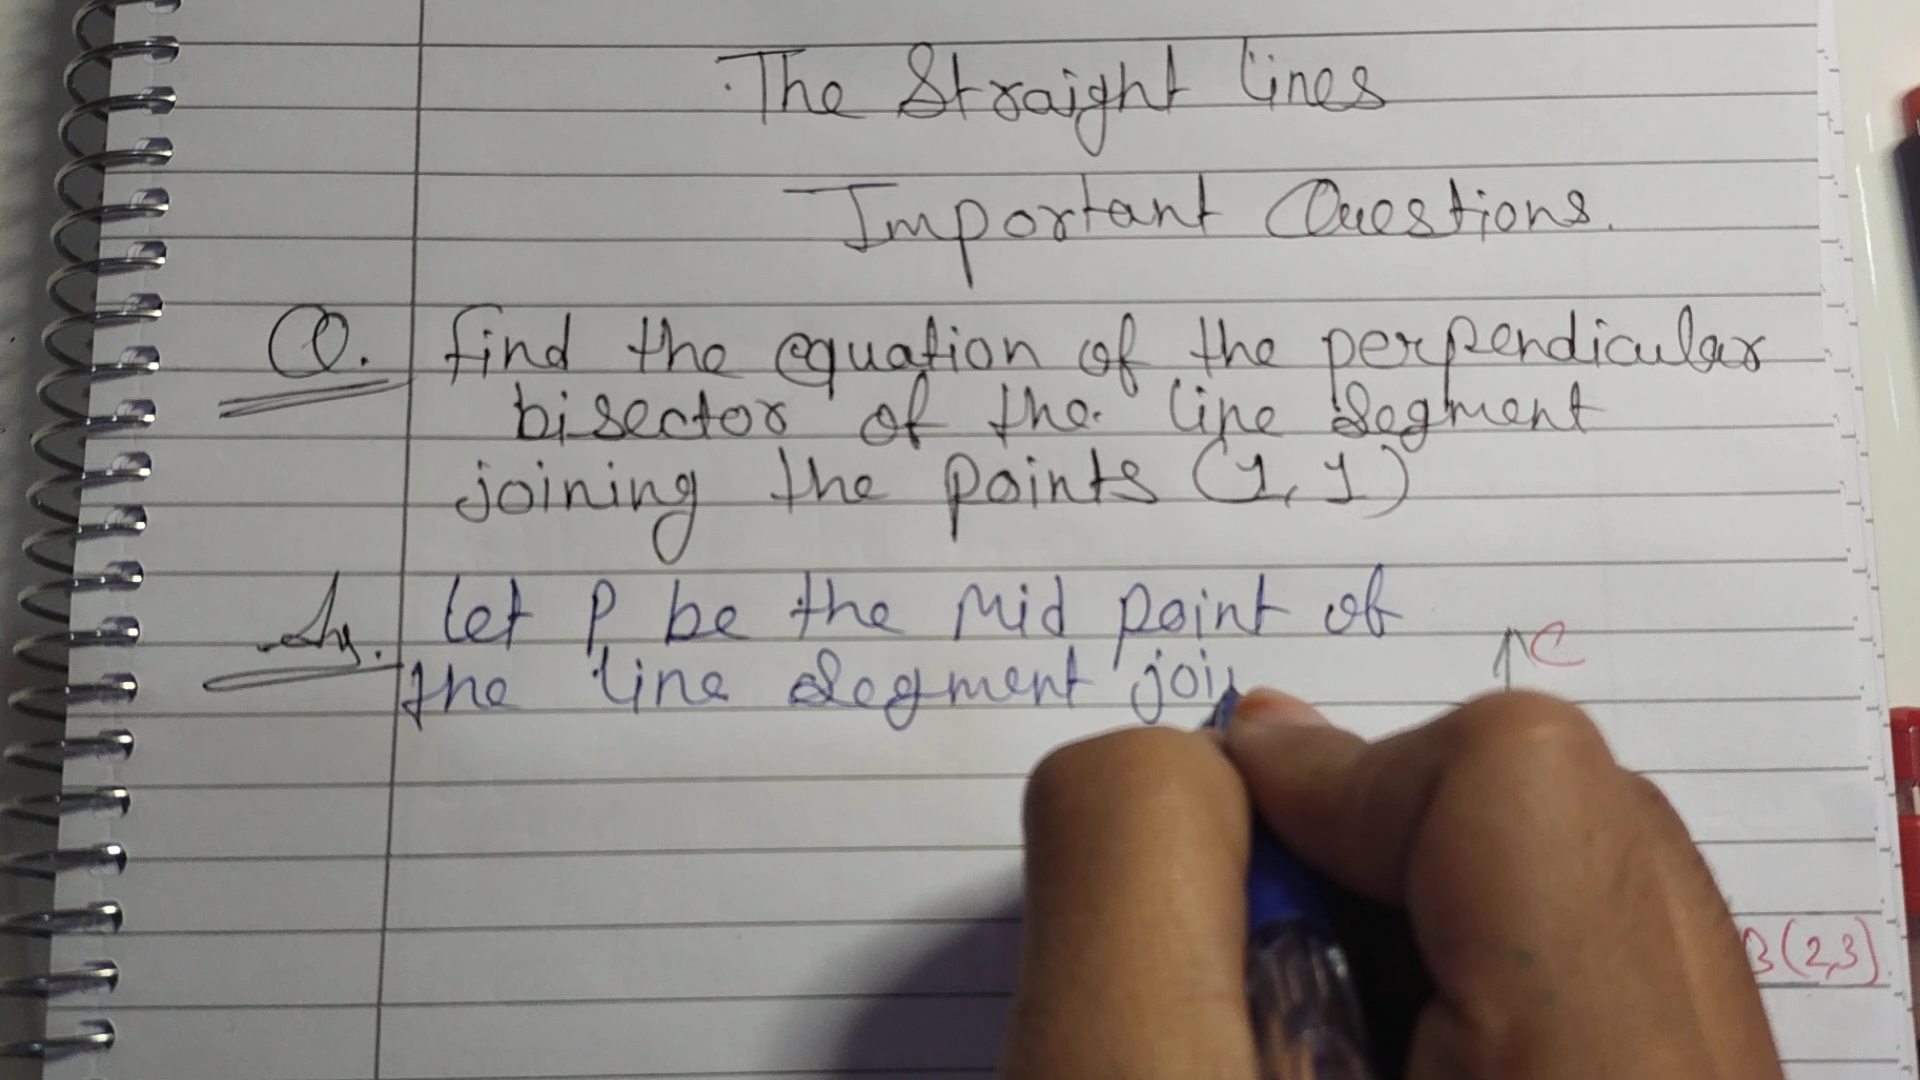 The Straight lines
Important Questions.
Q. find the equation of the perpendicular
bisector of the line segment
joining the points (1, 1)
Ans. let P be the Mid point of
the line segment join
C
B(2,3)